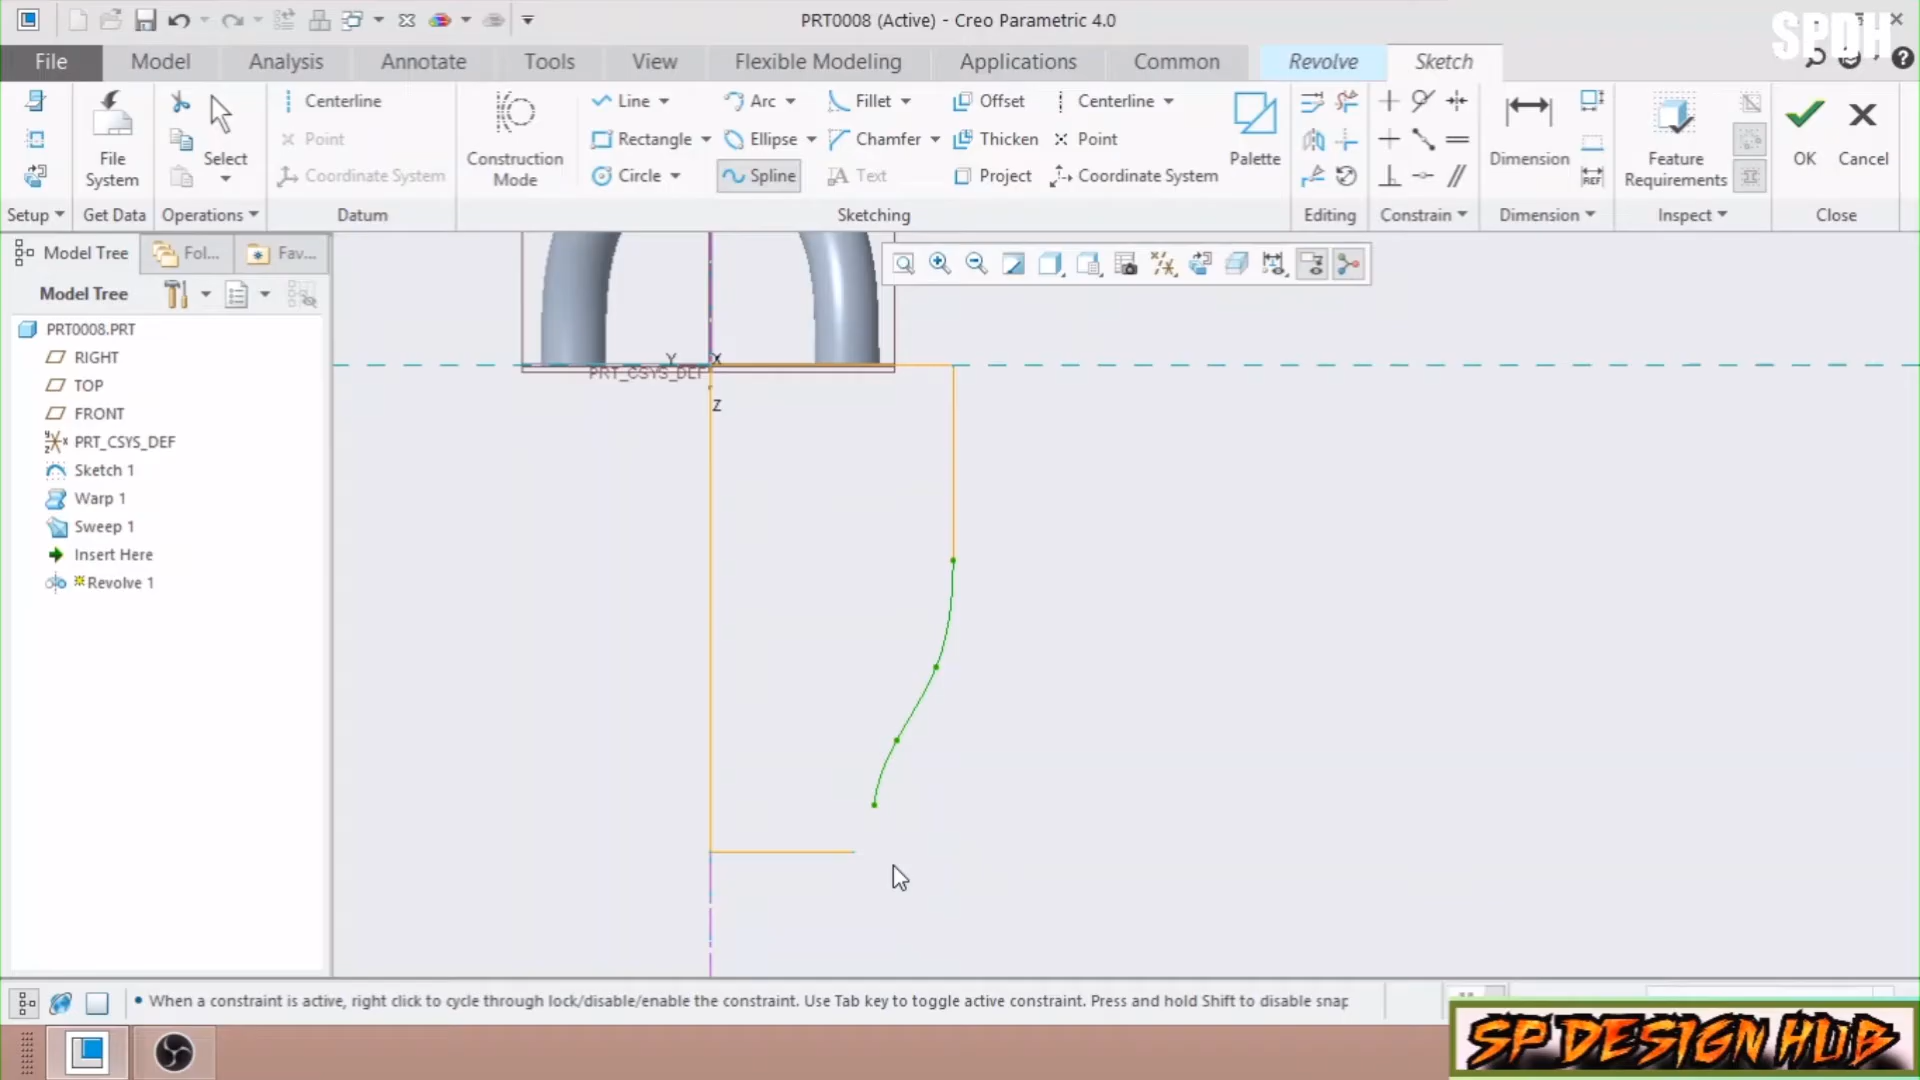 PRT0008 (Active) - Creo Parametric 4.0
SPDH
File Model Analysis Annotate Tools View Flexible Modeling Applications Common Revolve Sketch
Centerline Line Arc Fillet Offset Centerline
Point Rectangle Ellipse Chamfer Thicken Point
Coordinate System Circle Spline Text Project Coordinate System
File System
Select
Construction Mode
Palette
Dimension
REF
Feature Requirements
OK
Cancel
Setup Get Data Operations Datum Sketching Editing Constrain Dimension Inspect Close
Model Tree Fol... Fav...
Model Tree
PRT0008.PRT
RIGHT
TOP
FRONT
PRT_CSYS_DEF
Sketch 1
Warp 1
Sweep 1
Insert Here
Revolve 1
Y X
PRT_CSYS_DEF
Z
• When a constraint is active, right click to cycle through lock/disable/enable the constraint. Use Tab key to toggle active constraint. Press and hold Shift to disable snap
SP DESIGN HUB